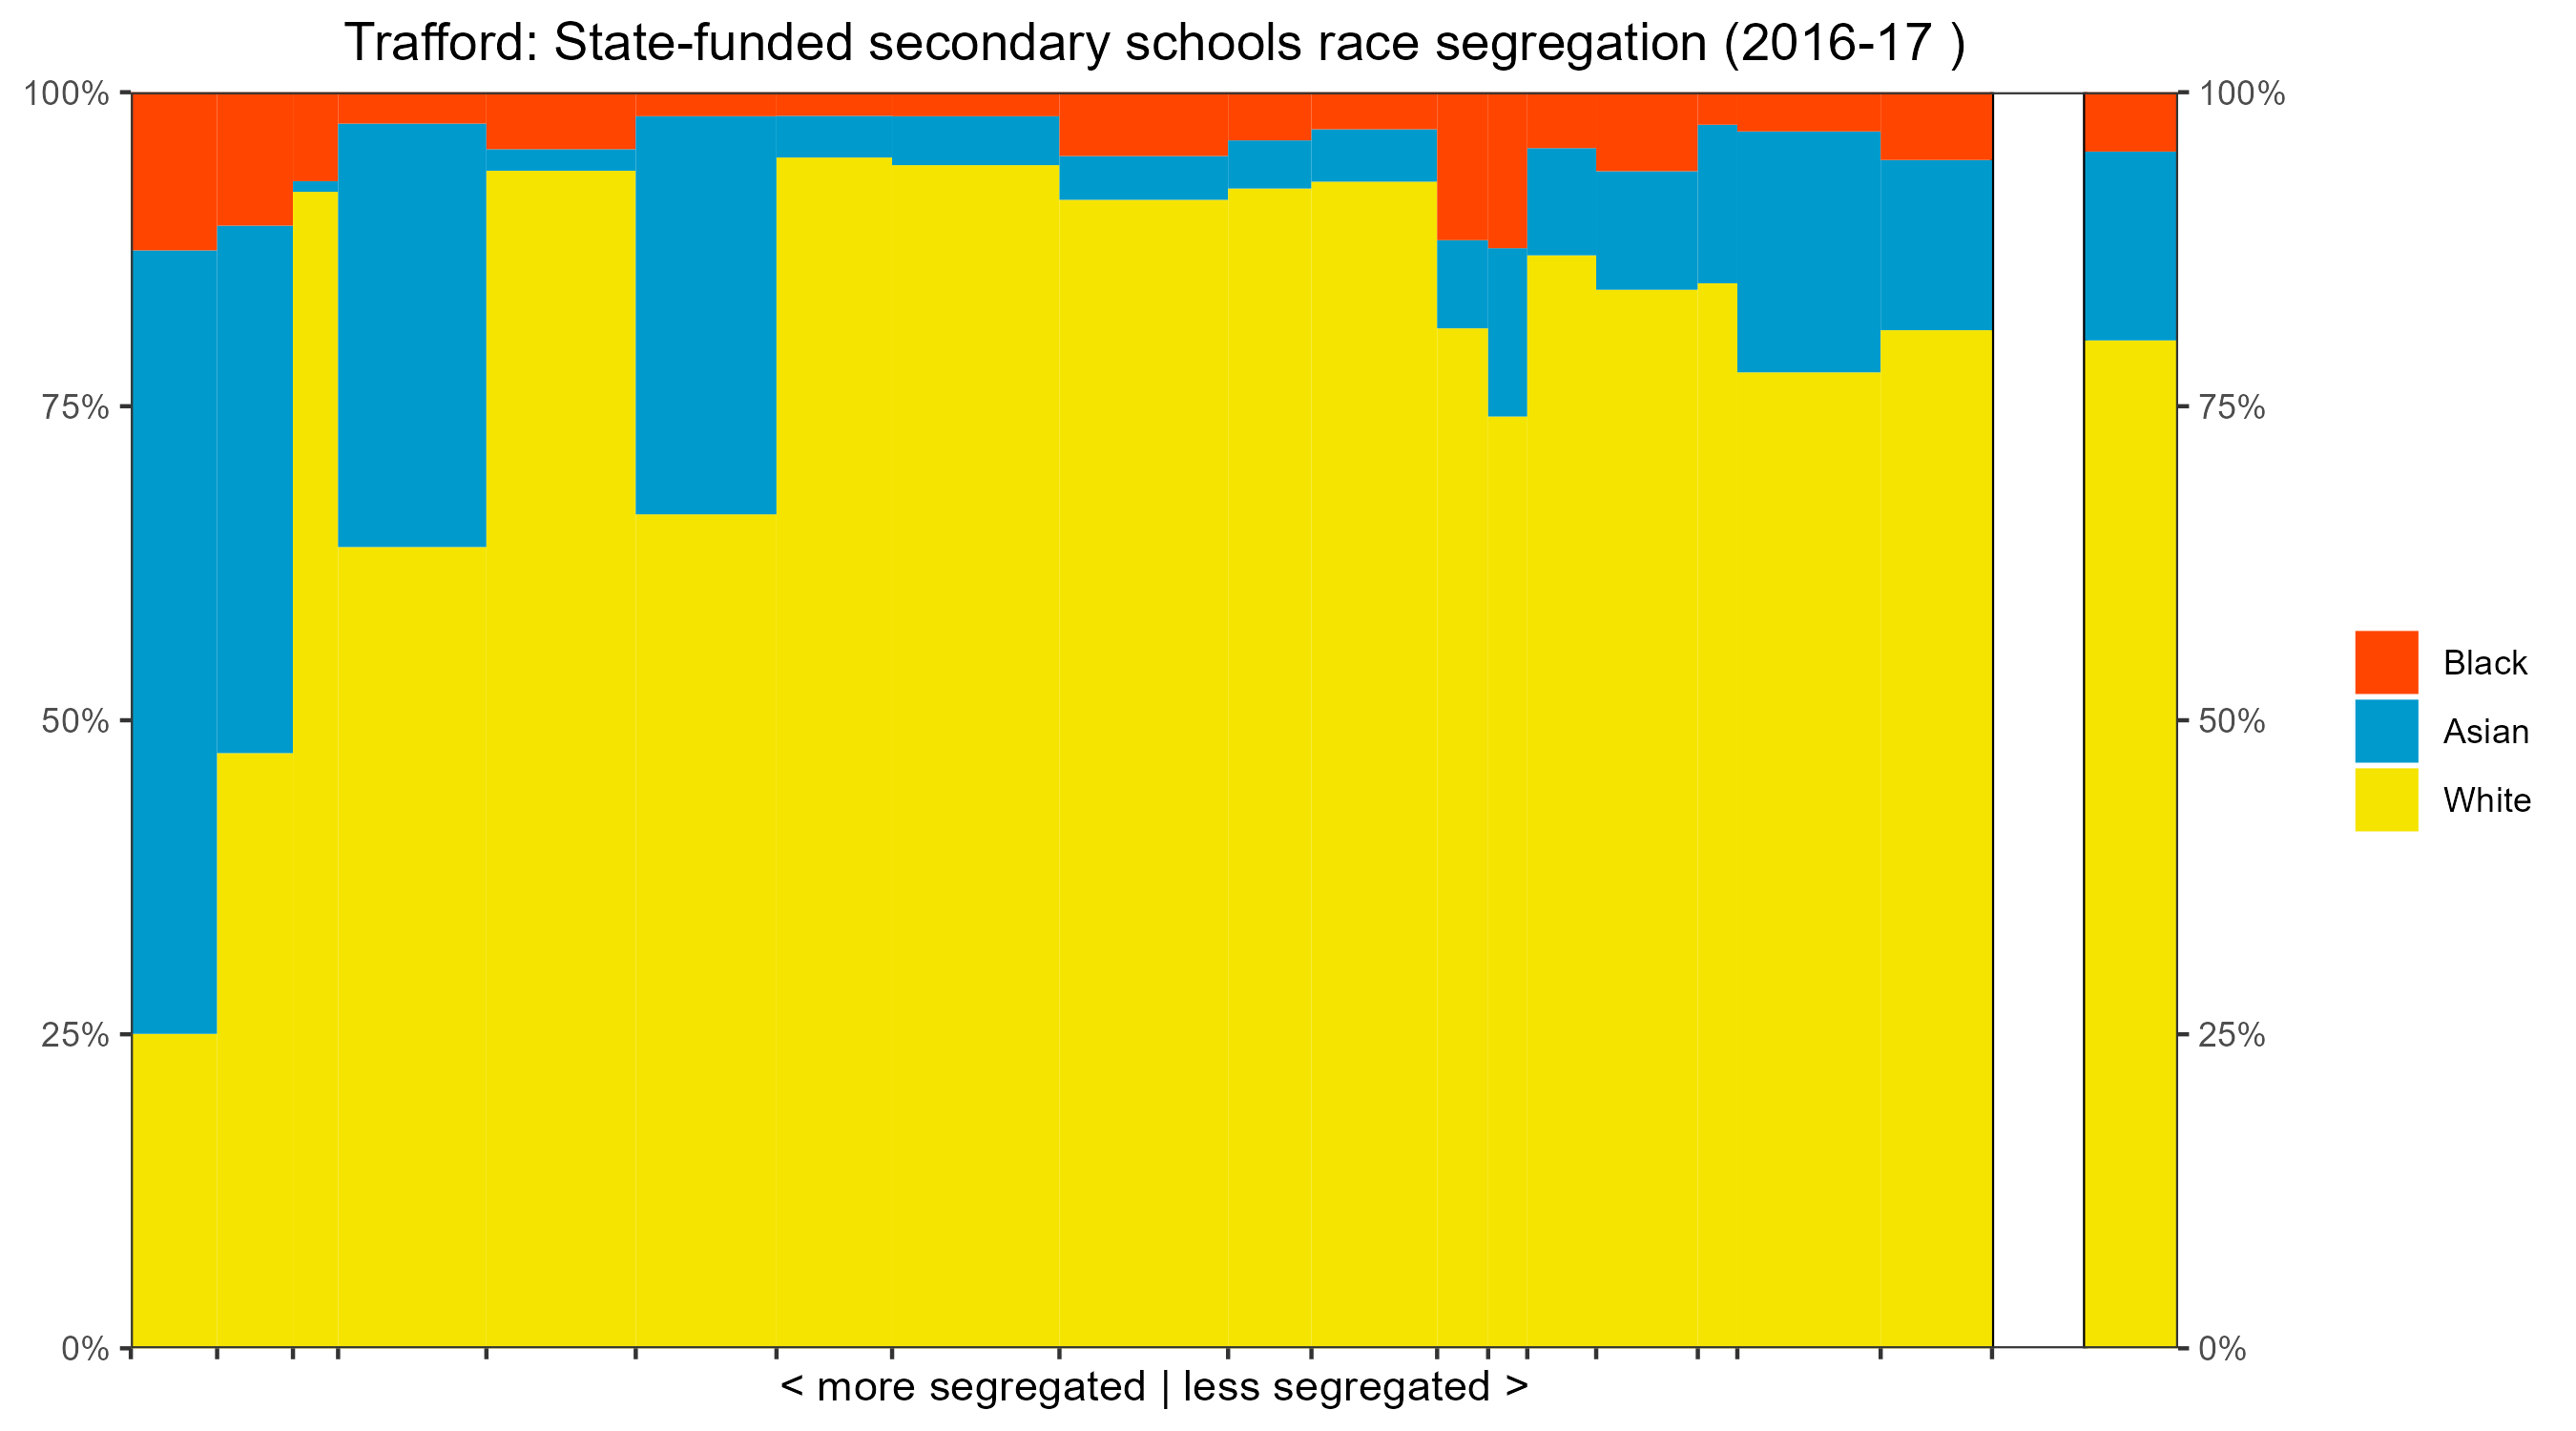 Trafford: State-funded secondary schools race segregation (2016-17 )
100%
75%
50%
25%
0%
100%
75%
50%
25%
0%
Black
Asian
White
< more segregated | less segregated >